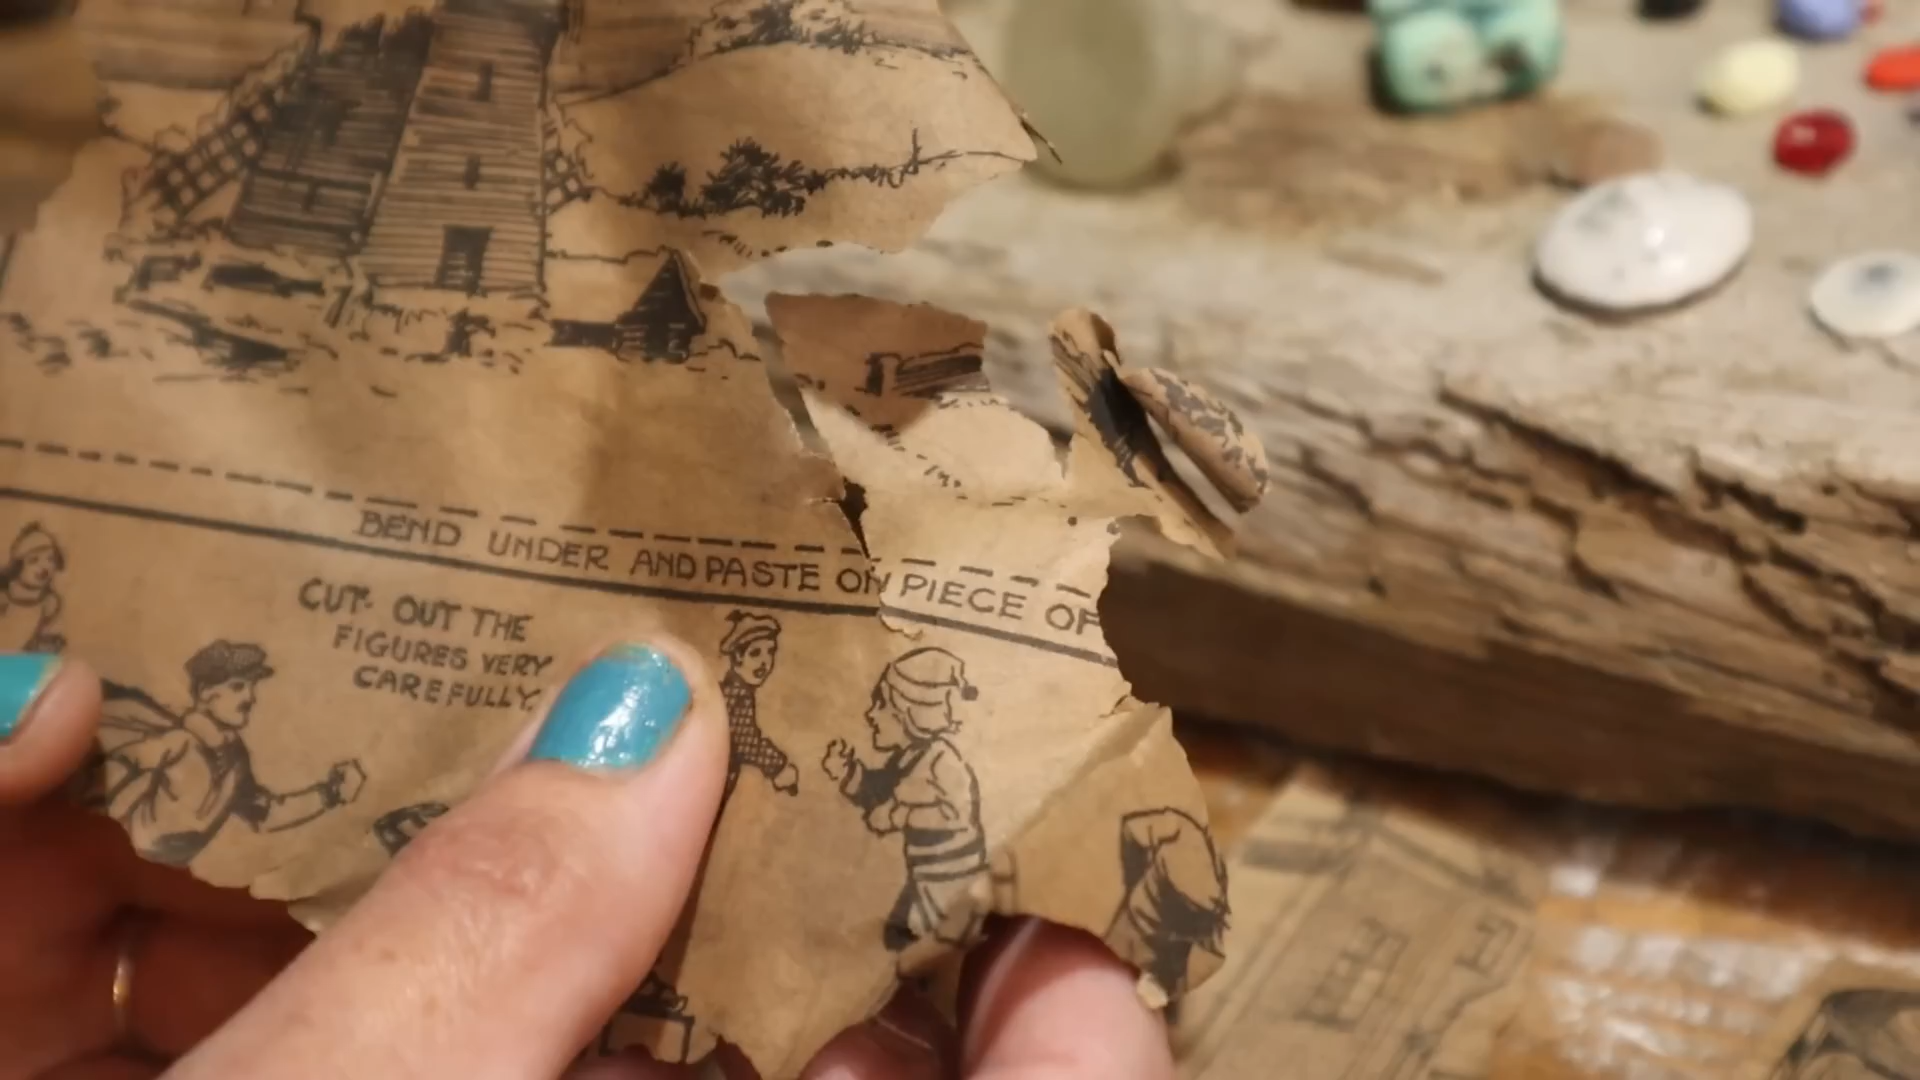 BEND UNDER AND PASTE ON PIECE OF
CUT OUT THE
FIGURES VERY
CAREFULLY.